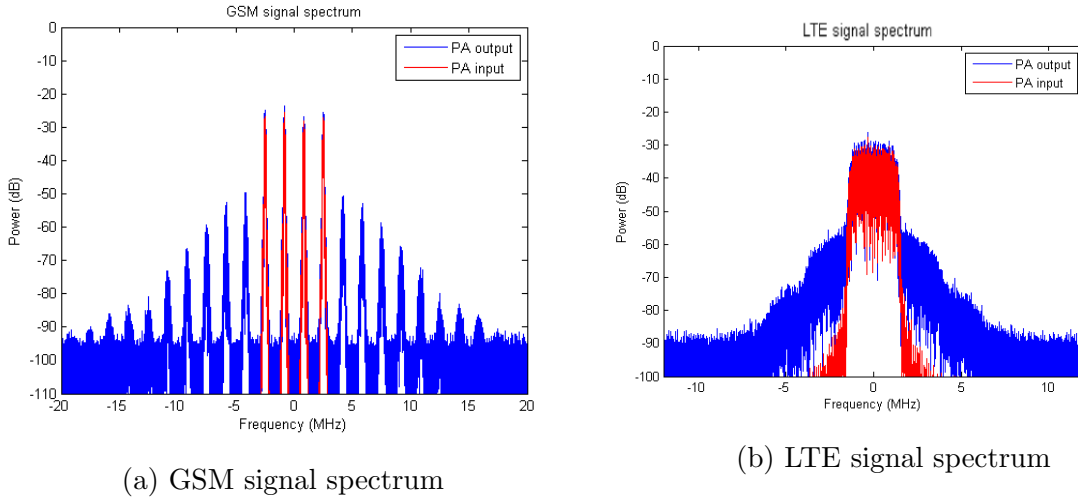 GSM signal spectrum
0
-10
-20
-30
-40
-50
-60
-70
-80
-90
-100
-110
Power (dB)
PA output
PA input
-20 -15 -10 -5 0 5 10 15 20
Frequency (MHz)
(a) GSM signal spectrum
LTE signal spectrum
0
-10
-20
-30
-40
-50
-60
-70
-80
-90
-100
Power (dB)
PA output
PA input
-10 -5 0 5 10
Frequency (MHz)
(b) LTE signal spectrum